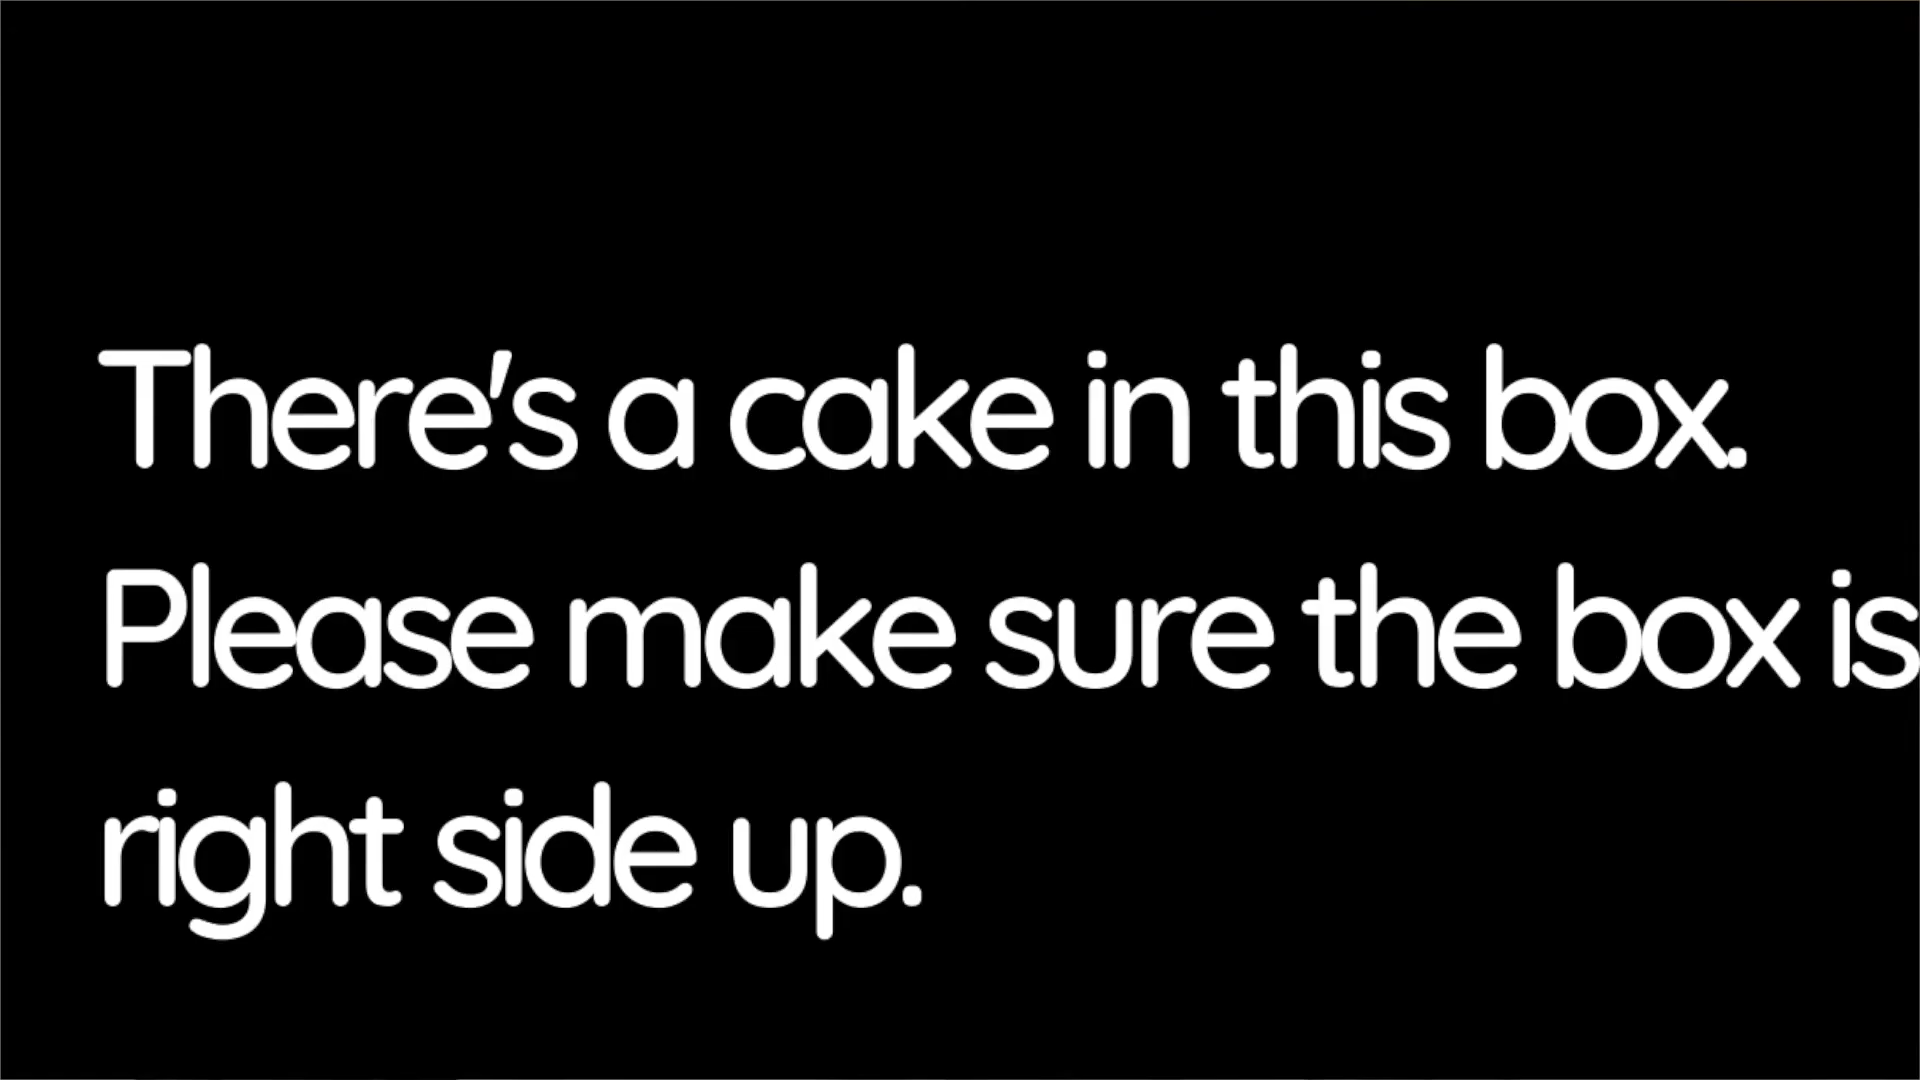 There's a cake in this box.
Please make sure the box is
right side up.